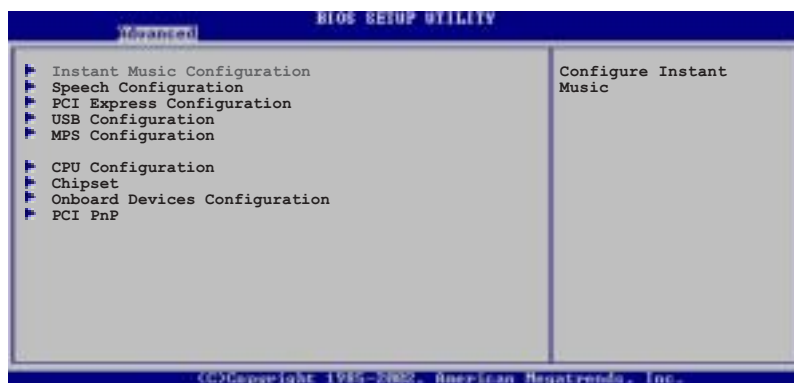 BIOS SETUP UTILITY
Advanced
Instant Music Configuration
Speech Configuration
PCI Express Configuration
USB Configuration
MPS Configuration
CPU Configuration
Chipset
Onboard Devices Configuration
PCI PnP
Configure Instant
Music
(C)Copyright 1985-2002, American Megatrends, Inc.